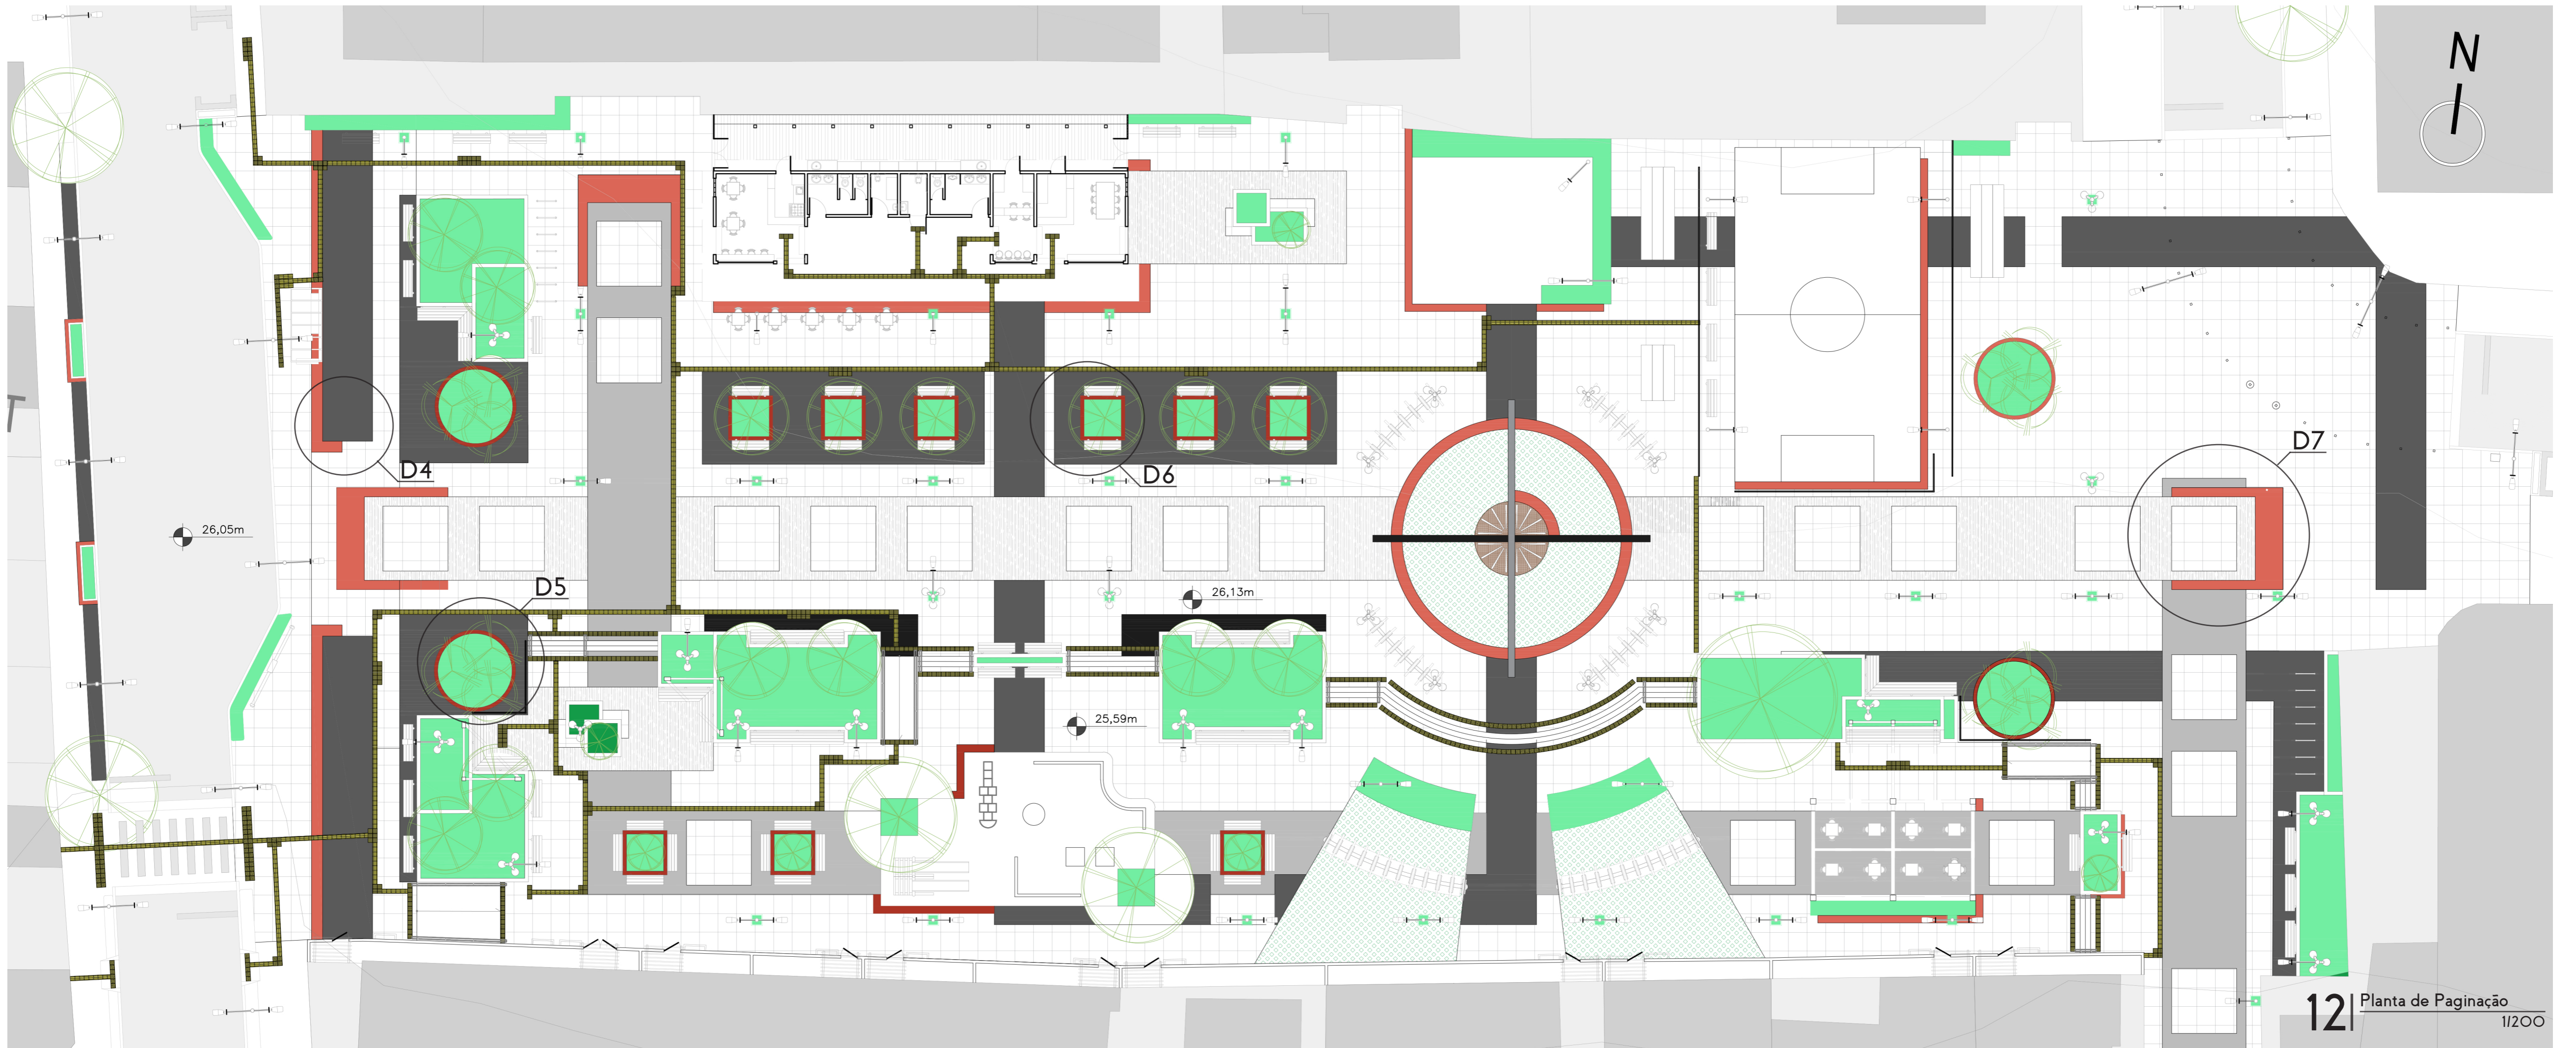 N
D4
D6
D7
26,05m
D5
26,13m
25,59m
12 Planta de Paginação
1/200